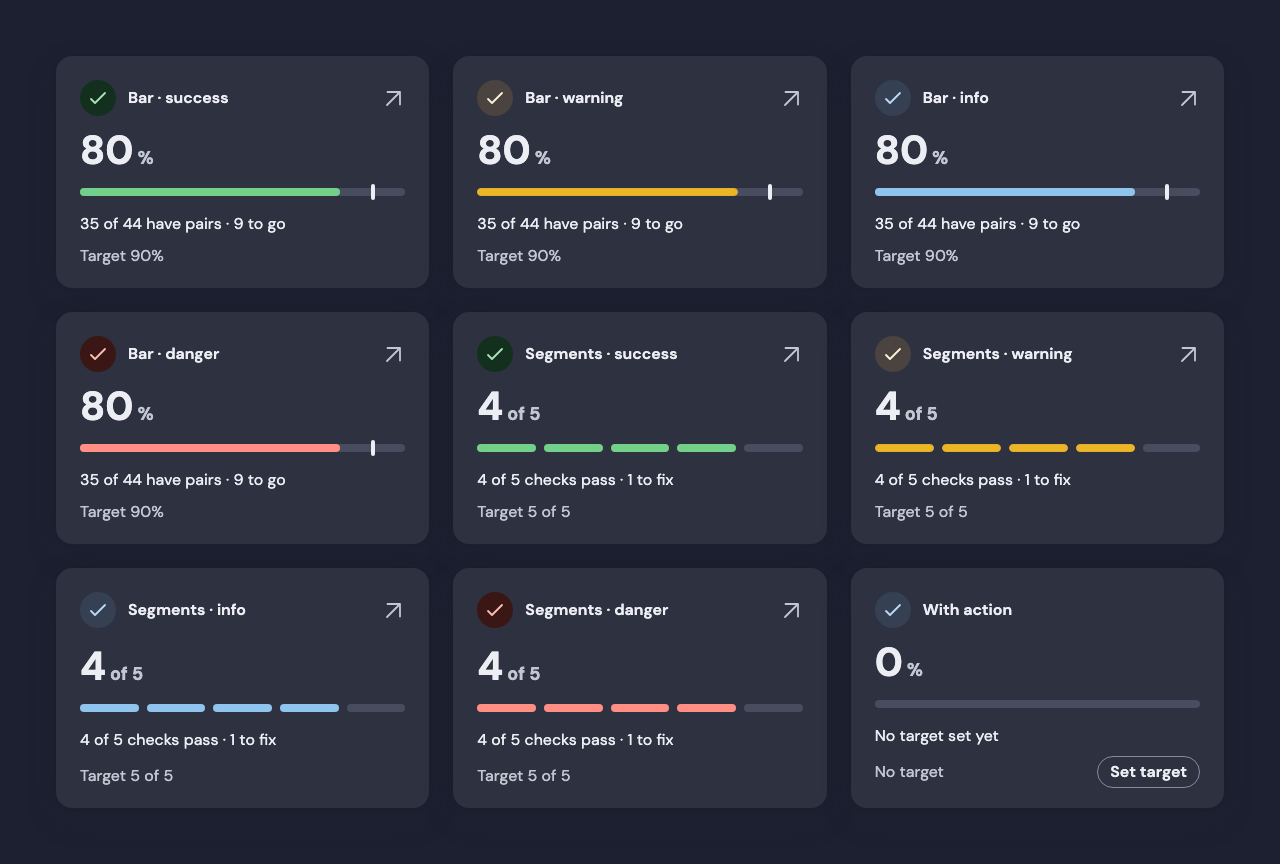 Bar · success
80 %
35 of 44 have pairs · 9 to go
Target 90%
Bar · warning
80 %
35 of 44 have pairs · 9 to go
Target 90%
Bar · info
80 %
35 of 44 have pairs · 9 to go
Target 90%
Bar · danger
80 %
35 of 44 have pairs · 9 to go
Target 90%
Segments · success
4 of 5
4 of 5 checks pass · 1 to fix
Target 5 of 5
Segments · warning
4 of 5
4 of 5 checks pass · 1 to fix
Target 5 of 5
Segments · info
4 of 5
4 of 5 checks pass · 1 to fix
Target 5 of 5
Segments · danger
4 of 5
4 of 5 checks pass · 1 to fix
Target 5 of 5
With action
0 %
No target set yet
No target
Set target